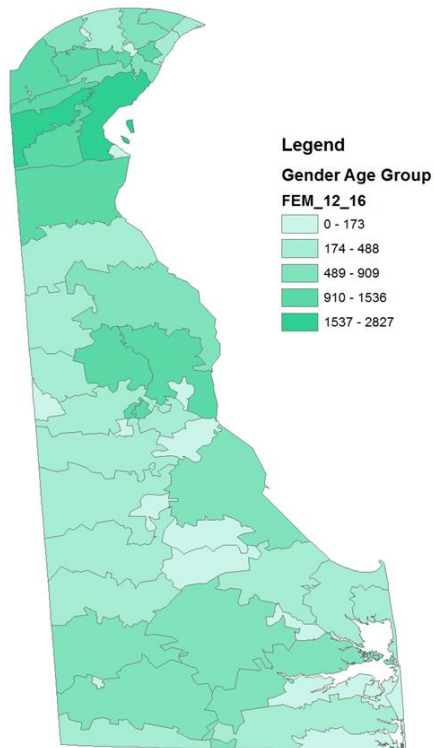 Legend
Gender Age Group
FEM_12_16
0 - 173
174 - 488
489 - 909
910 - 1536
1537 - 2827